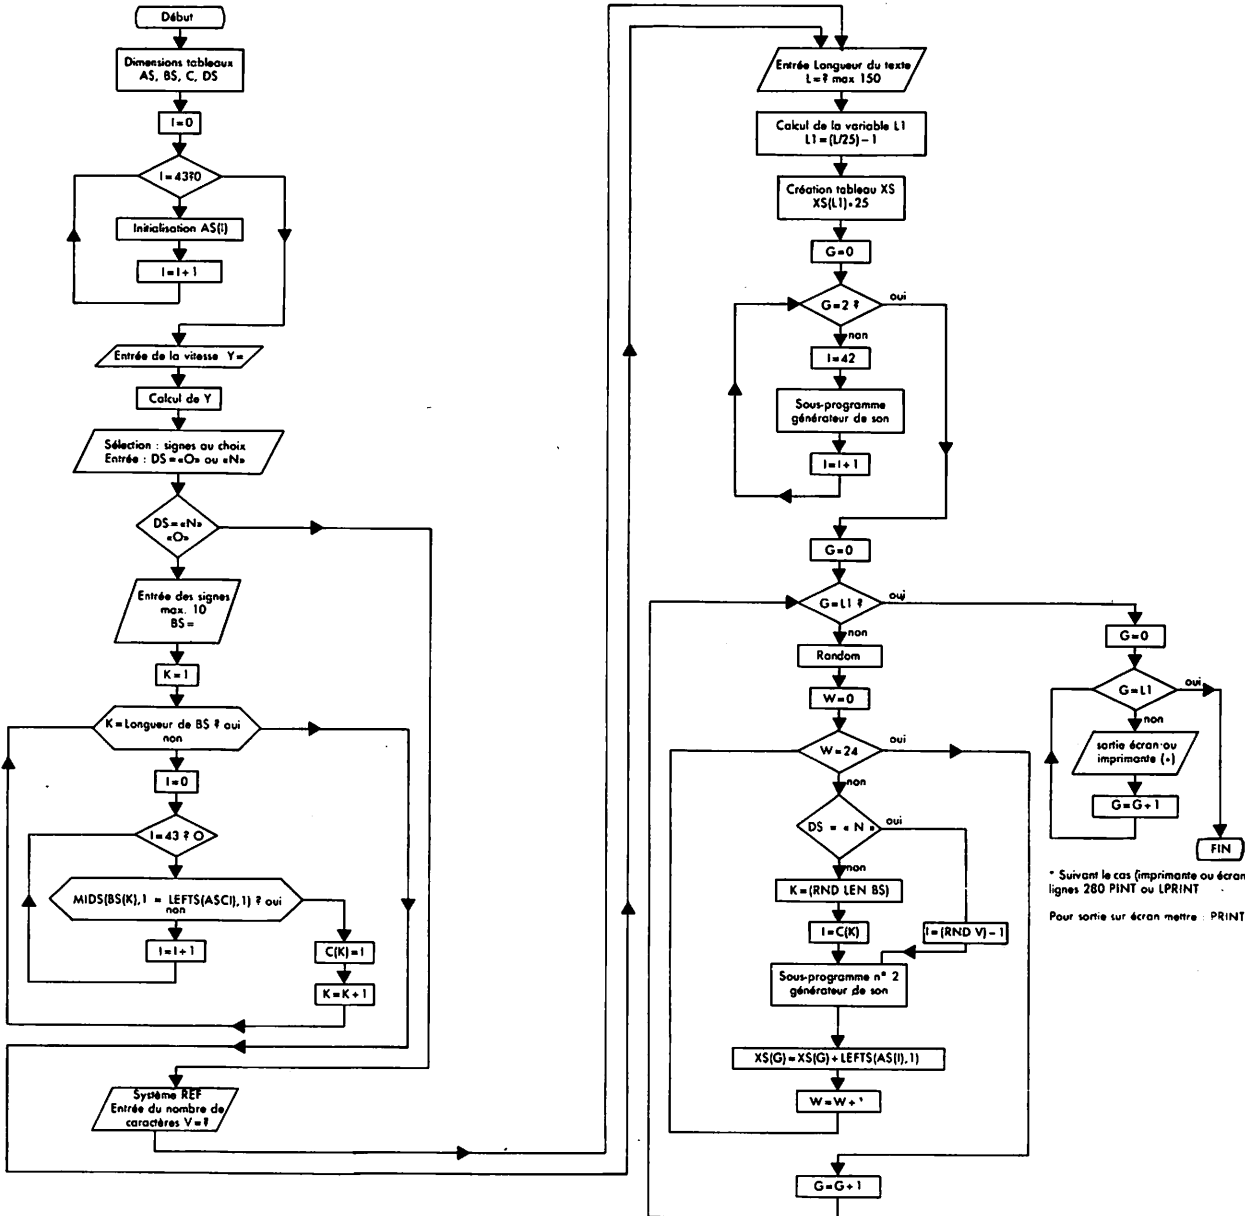 Début
Dimensions tableaux
AS, BS, C, DS
I=0
I=43?0
Initialisation AS(i)
I=I+1
Entrée de la vitesse Y=
Calcul de Y
Sélection : signes au choix
Entrée : DS=«O» ou «N»
DS=«N»
«O»
Entrée des signes
max. 10
BS=
K=1
K=Longueur de BS ? oui
non
I=0
I=43 ? O
MIDS(BS(K),1 = LEFTS(ASCI),1) ? oui
non
I=I+1
C(K)=I
K=K+1
Système REF
Entrée du nombre de
caractères V=?
Entrée Longueur du texte
L=? max 150
Calcul de la variable L1
L1=(L/25)-1
Création tableau XS
XS(L1)•25
G=0
G=2 ?
oui
non
I=42
Sous-programme
générateur de son
I=I+1
G=0
G=L1 ?
oui
non
Random
W=0
W=24
oui
non
DS = « N »
oui
non
K=(RND LEN BS)
I=C(K)
I=(RND V)-1
Sous-programme n° 2
générateur de son
XS(G)=XS(G)+LEFTS(AS(I),1)
W=W+'
G=G+1
G=0
G=L1
oui
non
sortie écran ou
imprimante (*)
G=G+1
FIN
* Suivant le cas (imprimante ou écran
lignes 280 PINT ou LPRINT
Pour sortie sur écran mettre : PRINT